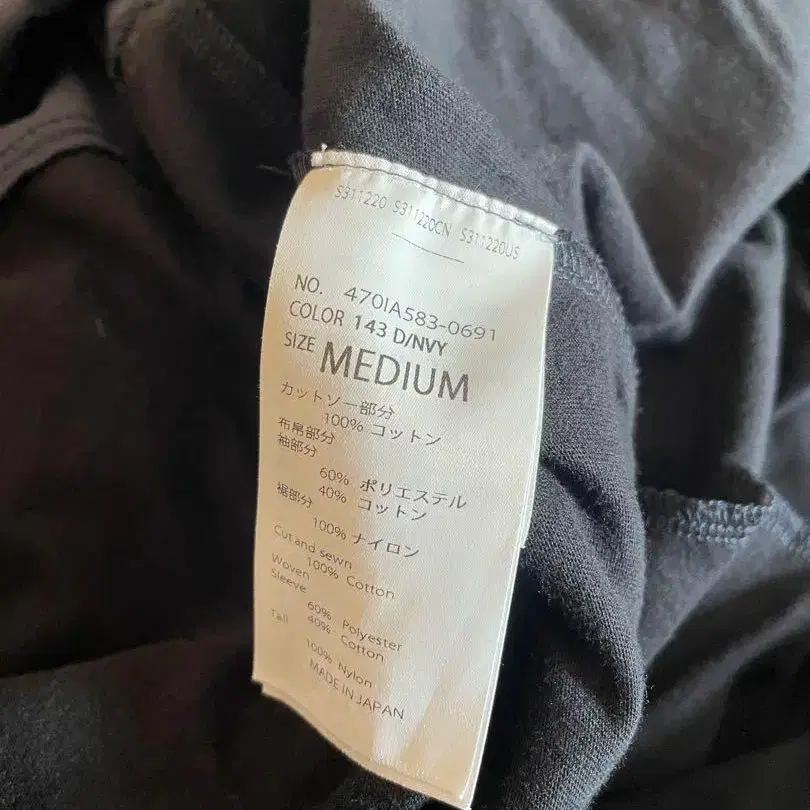 S311220 S311220CN S311220US
NO. 470IA583-0691
COLOR 143 D/NVY
SIZE MEDIUM
カットソー部分
100% コットン
布帛部分
袖部分
60% ポリエステル
40% コットン
裾部分
100% ナイロン
Cut and sewn
100% Cotton
Woven
Sleeve
60% Polyester
40% Cotton
Tail
100% Nylon
MADE IN JAPAN